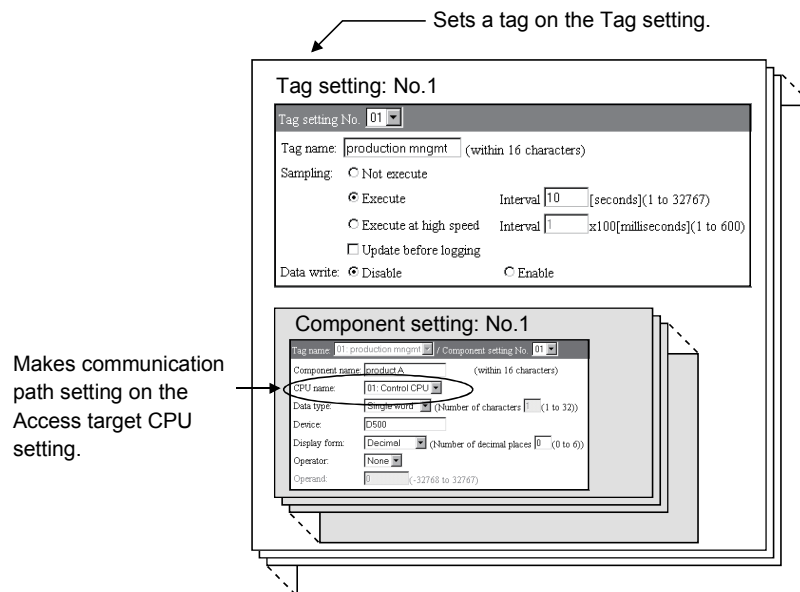 Sets a tag on the Tag setting.
Tag setting: No.1
Tag setting No. 01
Tag name: production mngmt (within 16 characters)
Sampling: Not execute
Execute Interval 10 [seconds](1 to 32767)
Execute at high speed Interval 1 x100[milliseconds](1 to 600)
Update before logging
Data write: Disable Enable
Component setting: No.1
Tag name: 01: production mngmt / Component setting No. 01
Component name: product A (within 16 characters)
CPU name: 01: Control CPU
Data type: Single word (Number of characters 1 (1 to 32))
Device: D500
Display form: Decimal (Number of decimal places 0 (0 to 6))
Operator: None
Operand: 0 (-32768 to 32767)
Makes communication
path setting on the
Access target CPU
setting.